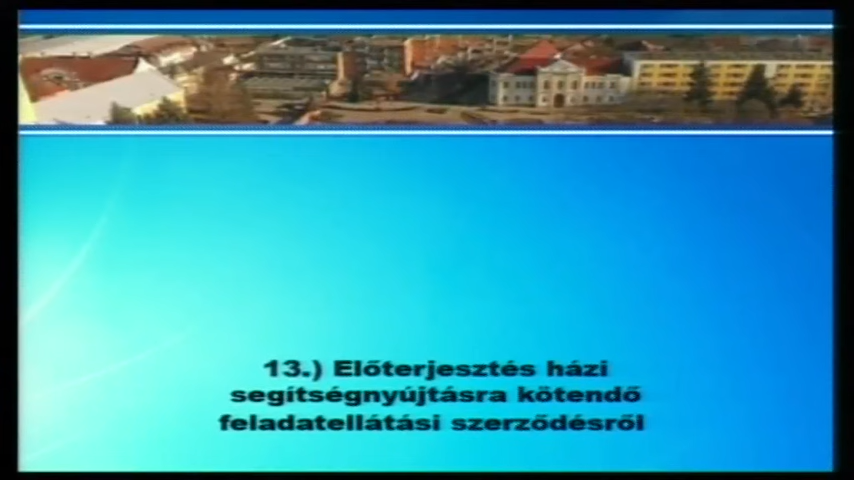 13.) Előterjesztés házi
segítségnyújtásra kötendő
feladatellátási szerződésről